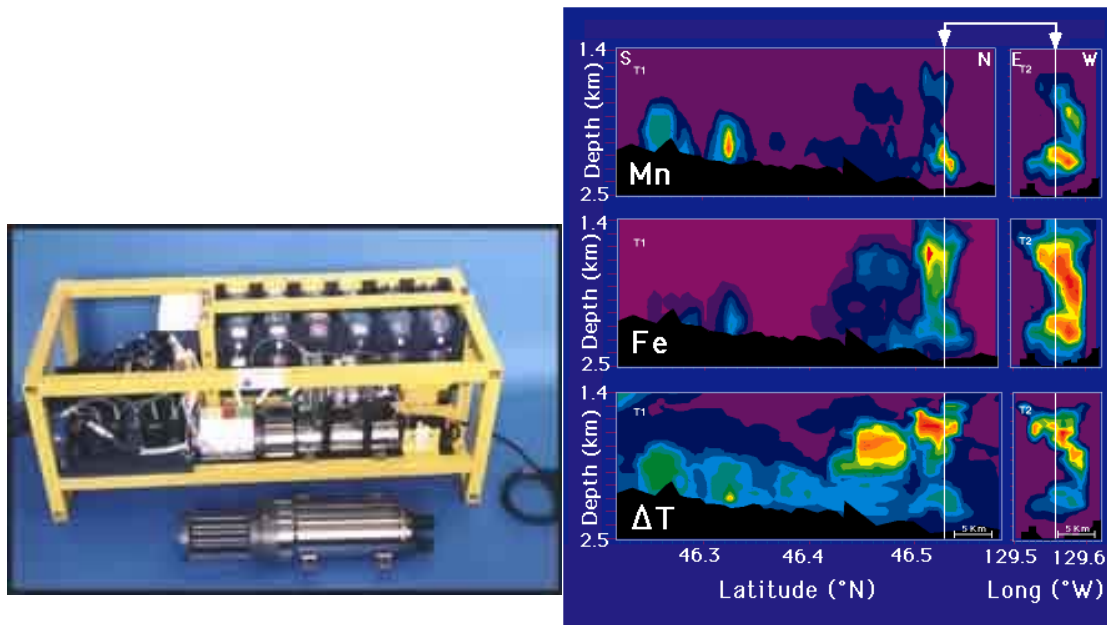 1.4
S
N
E
W
T1
T2
Depth (km)
Mn
2.5
1.4
T1
T2
Depth (km)
Fe
2.5
1.4
T1
T2
Depth (km)
ΔT
5 Km
5 Km
2.5
46.3
46.4
46.5
129.5
129.6
Latitude (°N)
Long (°W)